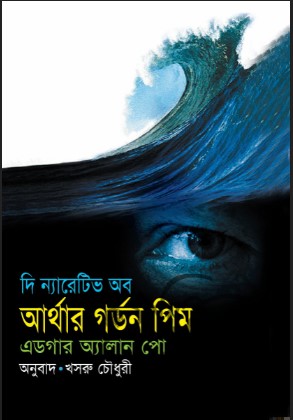 দি ন্যারেটিভ অব
আর্থার গর্ডন পিম
এডগার অ্যালান পো
অনুবাদ • খসরু চৌধুরী